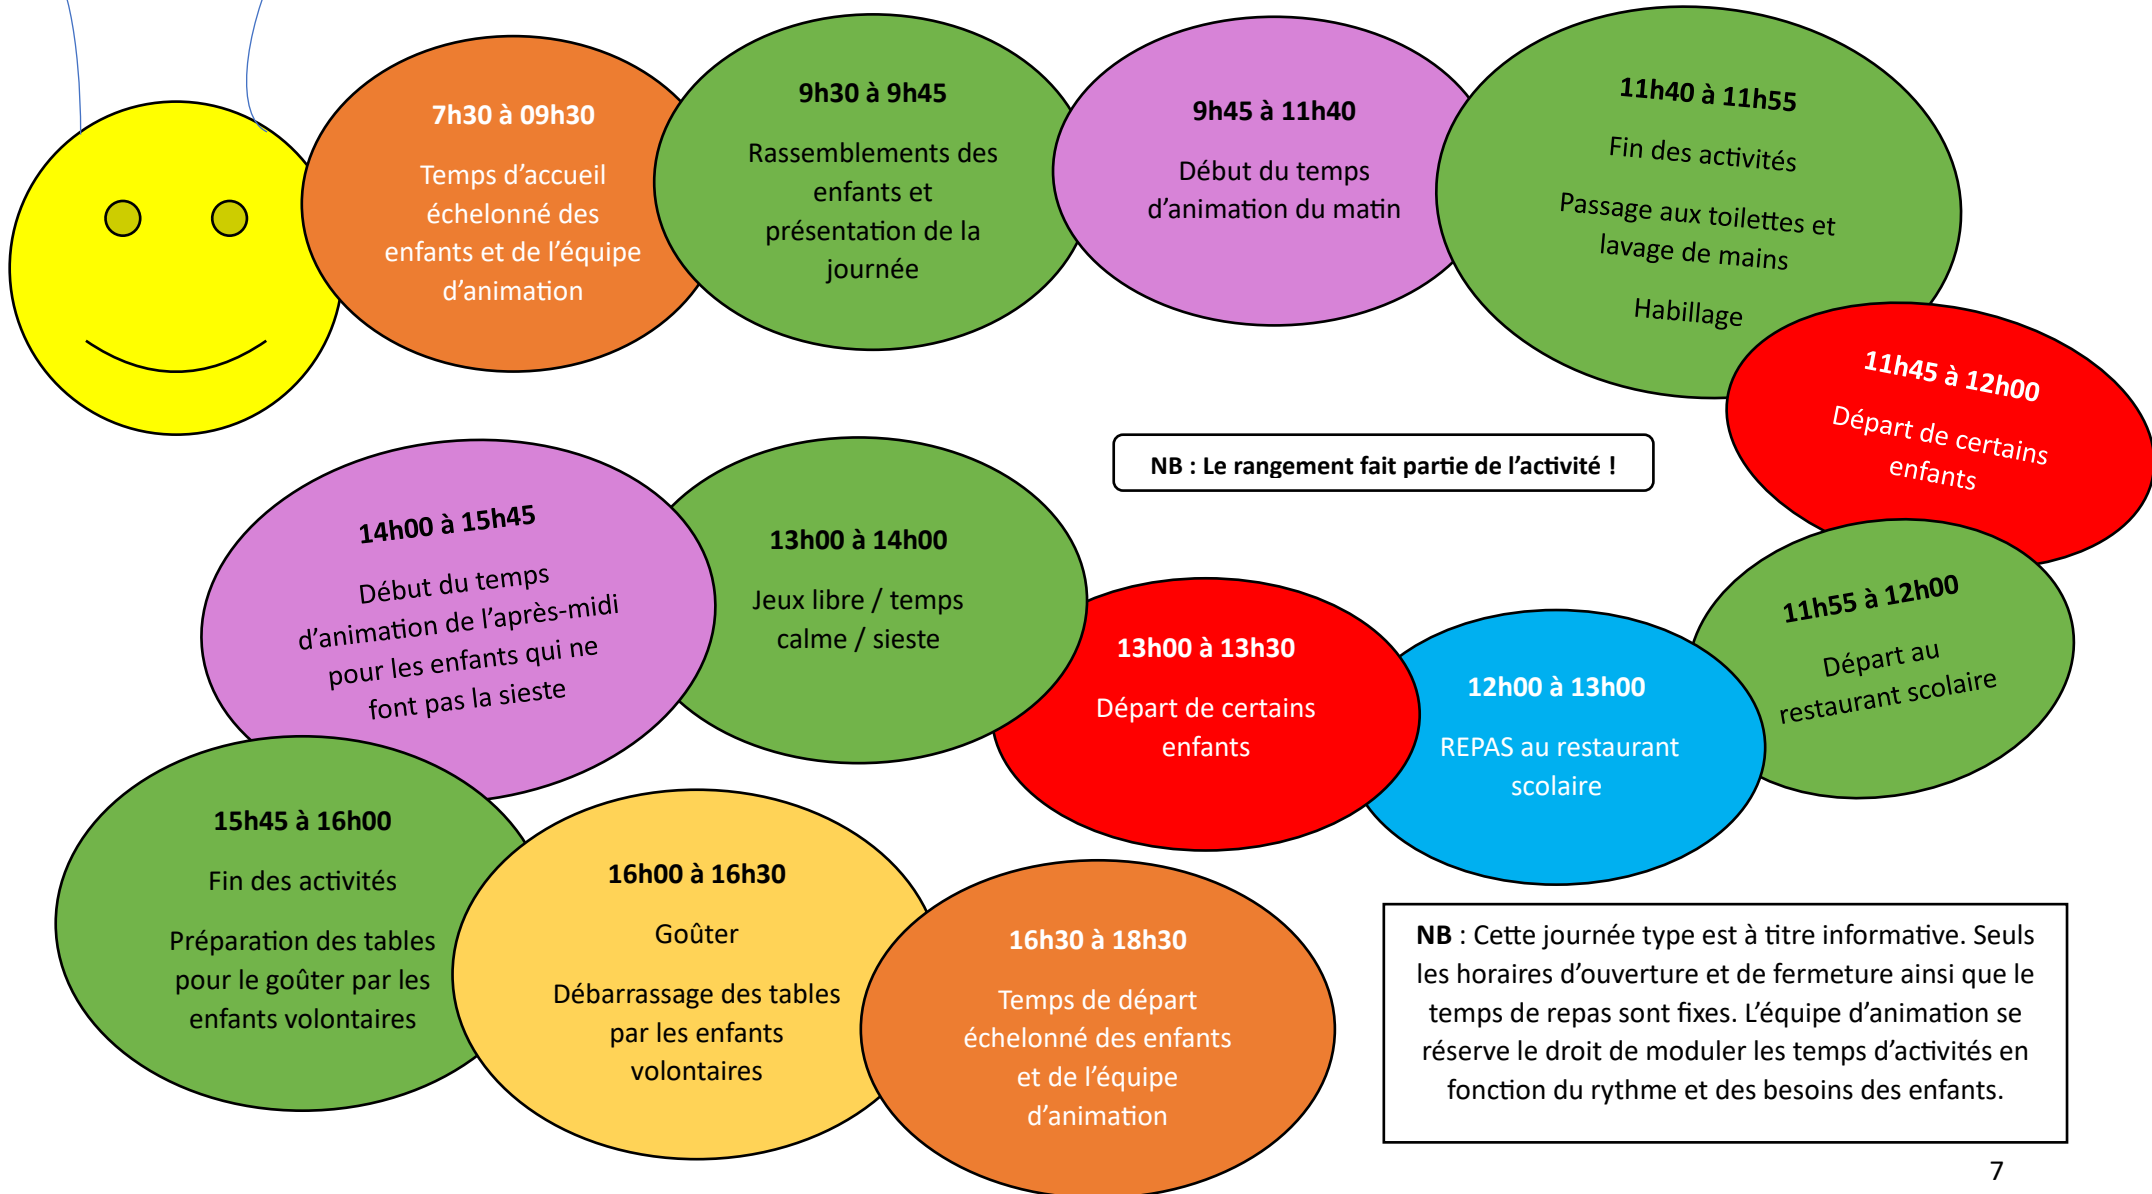 7h30 à 09h30
Temps d’accueil
échelonné des
enfants et de l’équipe
d’animation
9h30 à 9h45
Rassemblements des
enfants et
présentation de la
journée
9h45 à 11h40
Début du temps
d’animation du matin
11h40 à 11h55
Fin des activités
Passage aux toilettes et
lavage de mains
Habillage
11h45 à 12h00
Départ de certains
enfants
NB : Le rangement fait partie de l’activité !
11h55 à 12h00
Départ au
restaurant scolaire
12h00 à 13h00
REPAS au restaurant
scolaire
13h00 à 13h30
Départ de certains
enfants
13h00 à 14h00
Jeux libre / temps
calme / sieste
14h00 à 15h45
Début du temps
d’animation de l’après-midi
pour les enfants qui ne
font pas la sieste
15h45 à 16h00
Fin des activités
Préparation des tables
pour le goûter par les
enfants volontaires
16h00 à 16h30
Goûter
Débarrassage des tables
par les enfants
volontaires
16h30 à 18h30
Temps de départ
échelonné des enfants
et de l’équipe
d’animation
NB : Cette journée type est à titre informative. Seuls
les horaires d’ouverture et de fermeture ainsi que le
temps de repas sont fixes. L’équipe d’animation se
réserve le droit de moduler les temps d’activités en
fonction du rythme et des besoins des enfants.
7